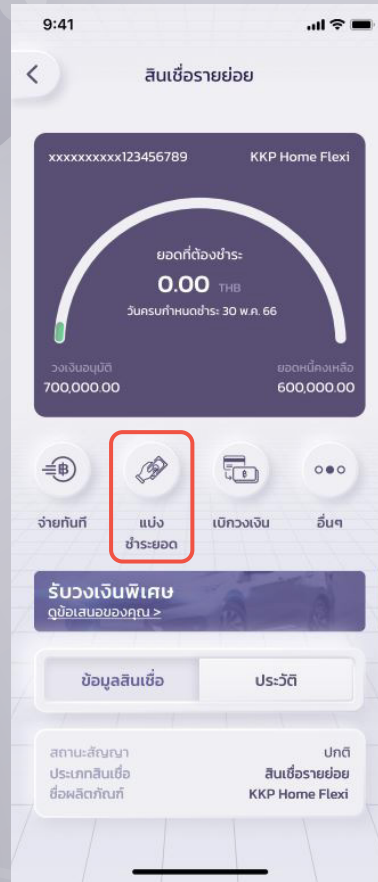 9:41
สินเชื่อรายย่อย
xxxxxxxxxx123456789 KKP Home Flexi
ยอดที่ต้องชำระ
0.00 THB
วันครบกำหนดชำระ: 30 พ.ค. 66
วงเงินอนุมัติ ยอดหนี้คงเหลือ
700,000.00 600,000.00
จ่ายทันที แบ่ง เบิกวงเงิน อื่นๆ
ชำระยอด
รับวงเงินพิเศษ
ดูข้อเสนอของคุณ >
ข้อมูลสินเชื่อ ประวัติ
สถานะสัญญา ปกติ
ประเภทสินเชื่อ สินเชื่อรายย่อย
ชื่อผลิตภัณฑ์ KKP Home Flexi